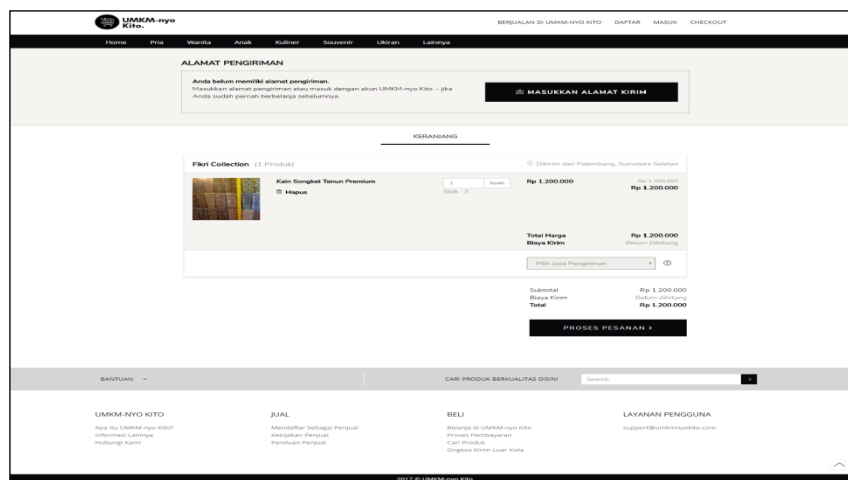 UMKM-nyo
Kito.
BERJUALAN DI UMKM-NYO KITO DAFTAR MASUK CHECKOUT
Home Pria Wanita Anak Kuliner Souvenir Ukiran Lainnya
ALAMAT PENGIRIMAN
Anda belum memiliki alamat pengiriman.
Masukkan alamat pengiriman atau masuk dengan akun UMKM-nyo Kito. - jika
Anda sudah pernah berbelanja sebelumnya.
MASUKKAN ALAMAT KIRIM
KERANJANG
Fikri Collection (1 Produk)
Dikirim dari Palembang, Sumatera Selatan
Kain Songket Tenun Premium
Hapus
1 buah
Stok : 3
Rp 1.200.000
Rp 1.200.000
Rp 1.200.000
Total Harga Rp 1.200.000
Biaya Kirim Belum Dihitung
Pilih Jasa Pengiriman
Subtotal Rp 1.200.000
Biaya Kirim Belum dihitung
Total Rp 1.200.000
PROSES PESANAN >
BANTUAN
CARI PRODUK BERKUALITAS DISINI
Search
>
UMKM-NYO KITO JUAL BELI LAYANAN PENGGUNA
Apa itu UMKM-nyo Kito? Mendaftar Sebagai Penjual Belanja di UMKM-nyo Kito support@umkmnyokito.com
Informasi Lainnya Kebijakan Penjual Proses Pembayaran
Hubungi Kami Panduan Penjual Cari Produk
Ongkos Kirim Luar Kota
2017 © UMKM-nyo Kito